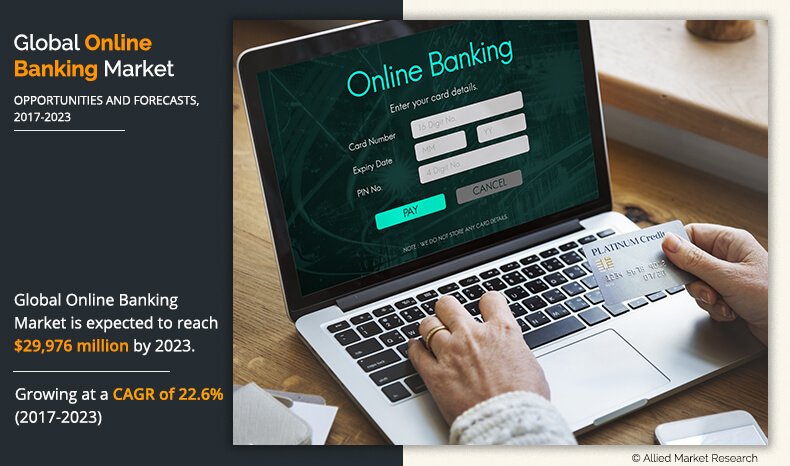 Global Online
Banking Market
OPPORTUNITIES AND FORECASTS,
2017-2023
Global Online Banking
Market is expected to reach
$29,976 million by 2023.
Growing at a CAGR of 22.6%
(2017-2023)
Online Banking
Enter your card details.
Card Number
16 Digit No.
Expiry Date
MM
YY
PIN No.
4 Digit No.
PAY
CANCEL
NOTE : WE DO NOT STORE ANY CARD DETAILS.
PLATINUM Credit
© Allied Market Research